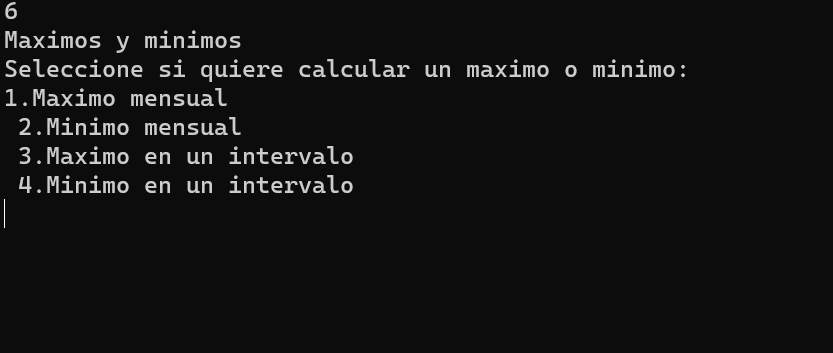 6
Maximos y minimos
Seleccione si quiere calcular un maximo o minimo:
1.Maximo mensual
 2.Minimo mensual
 3.Maximo en un intervalo
 4.Minimo en un intervalo